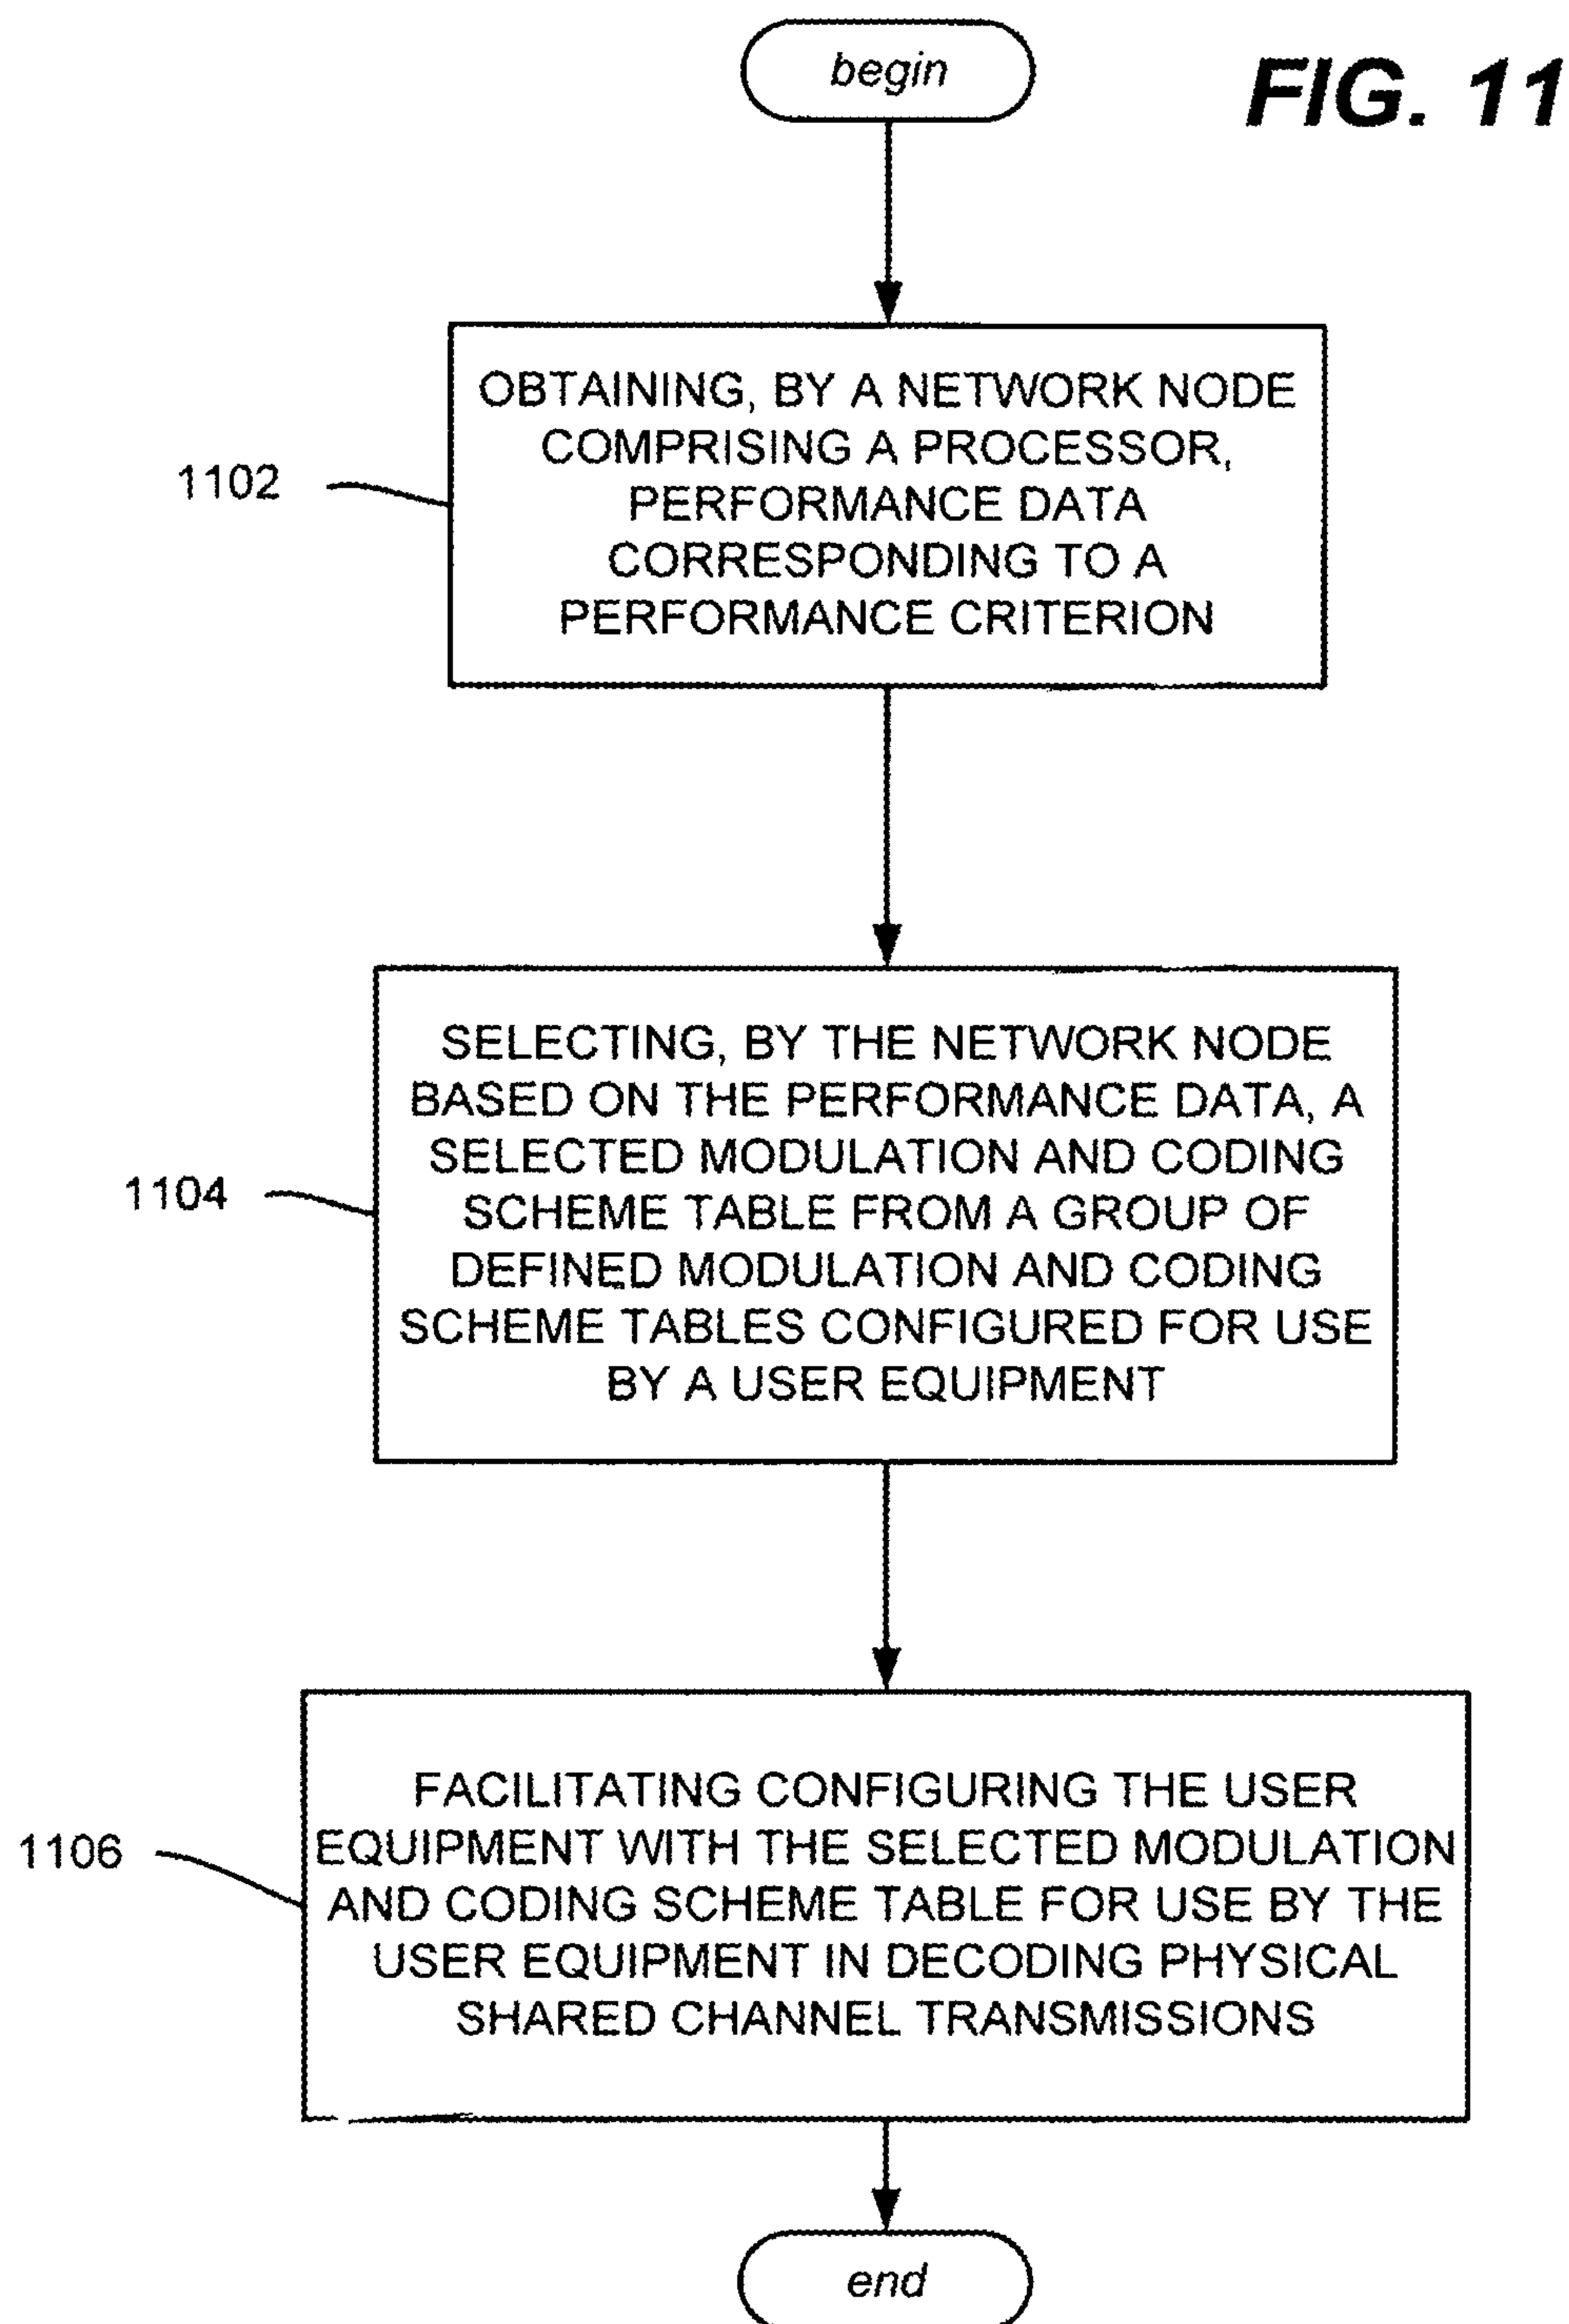 begin
FIG. 11
1102
OBTAINING, BY A NETWORK NODE
COMPRISING A PROCESSOR,
PERFORMANCE DATA
CORRESPONDING TO A
PERFORMANCE CRITERION
1104
SELECTING, BY THE NETWORK NODE
BASED ON THE PERFORMANCE DATA, A
SELECTED MODULATION AND CODING
SCHEME TABLE FROM A GROUP OF
DEFINED MODULATION AND CODING
SCHEME TABLES CONFIGURED FOR USE
BY A USER EQUIPMENT
1106
FACILITATING CONFIGURING THE USER
EQUIPMENT WITH THE SELECTED MODULATION
AND CODING SCHEME TABLE FOR USE BY THE
USER EQUIPMENT IN DECODING PHYSICAL
SHARED CHANNEL TRANSMISSIONS
end